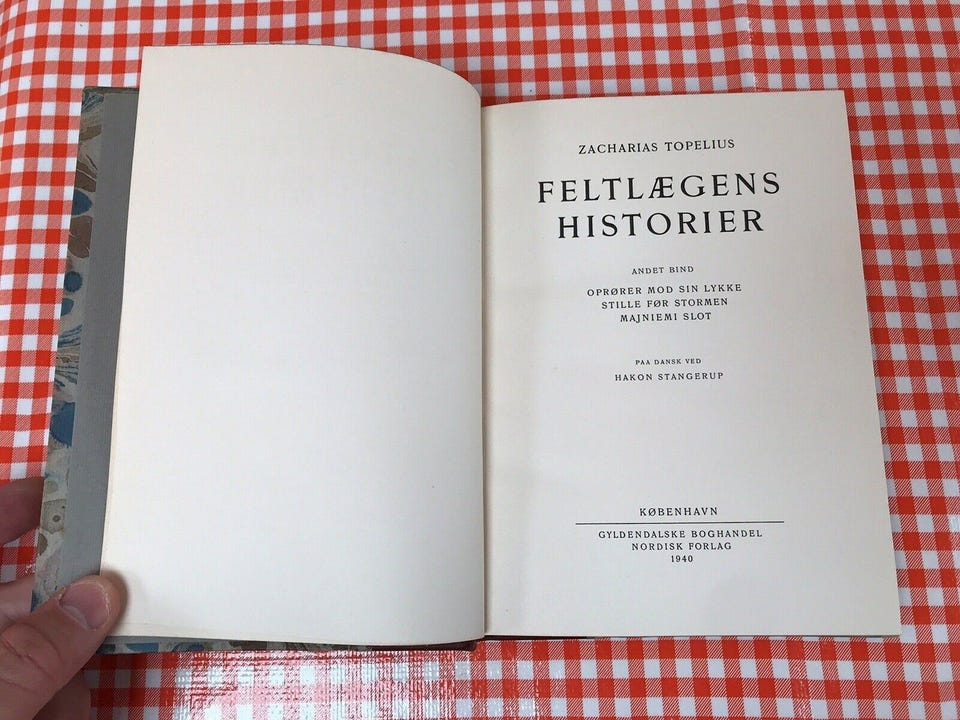 ZACHARIAS TOPELIUS
FELTLÆGENS
HISTORIER
ANDET BIND
OPRØRER MOD SIN LYKKE
STILLE FØR STORMEN
MAJNIEMI SLOT
PAA DANSK VED
HAKON STANGERUP
KØBENHAVN
GYLDENDALSKE BOGHANDEL
NORDISK FORLAG
1940